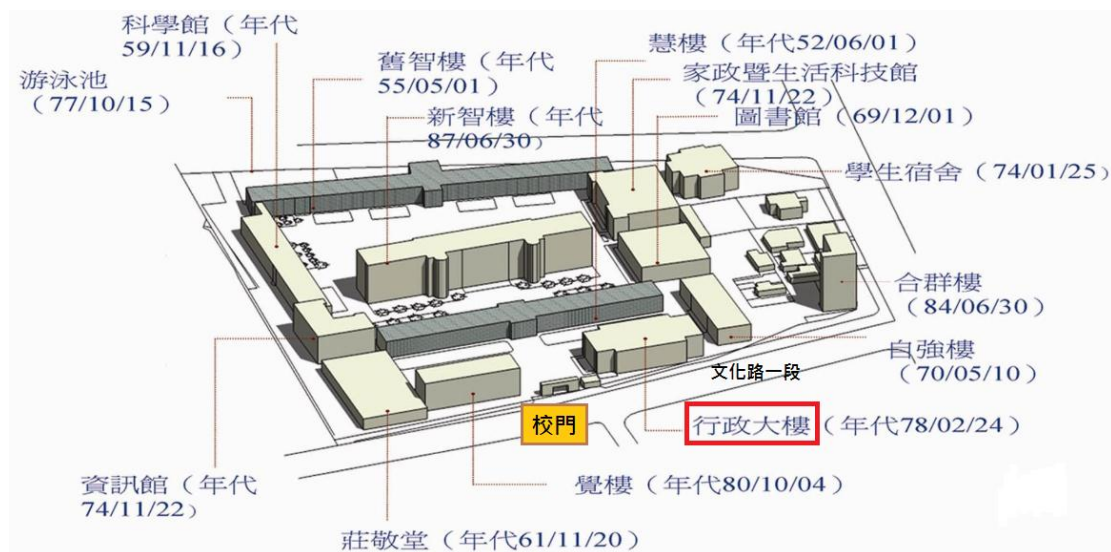 科學館（年代
59/11/16）
慧樓（年代52/06/01）
舊智樓（年代
55/05/01）
家政暨生活科技館
（74/11/22）
游泳池
（77/10/15）
新智樓（年代
87/06/30）
圖書館（69/12/01）
學生宿舍（74/01/25）
合群樓
（84/06/30）
自強樓
（70/05/10）
文化路一段
校門
行政大樓（年代78/02/24）
資訊館（年代
74/11/22）
覺樓（年代80/10/04）
莊敬堂（年代61/11/20）